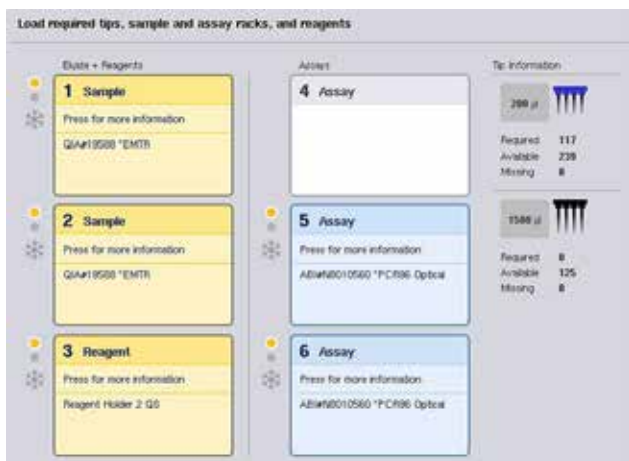 Load required tips, sample and assay racks, and reagents
Eluate + Reagents
1 Sample
Press for more information
QIA#19588 *EMTR
2 Sample
Press for more information
QIA#19588 *EMTR
3 Reagent
Press for more information
Reagent Holder 2 QS
Assays
4 Assay
5 Assay
Press for more information
ABI#N8010560 *PCR96 Optical
6 Assay
Press for more information
ABI#N8010560 *PCR96 Optical
Tip Information
200 µl
Required 117
Available 239
Missing 0
1500 µl
Required 0
Available 125
Missing 0